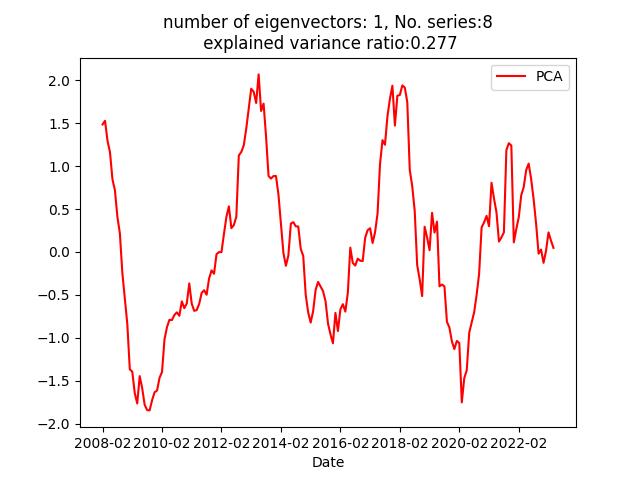 number of eigenvectors: 1, No. series:8
explained variance ratio:0.277
PCA
2.0
1.5
1.0
0.5
0.0
−0.5
−1.0
−1.5
−2.0
2008-02 2010-02 2012-02 2014-02 2016-02 2018-02 2020-02 2022-02
Date